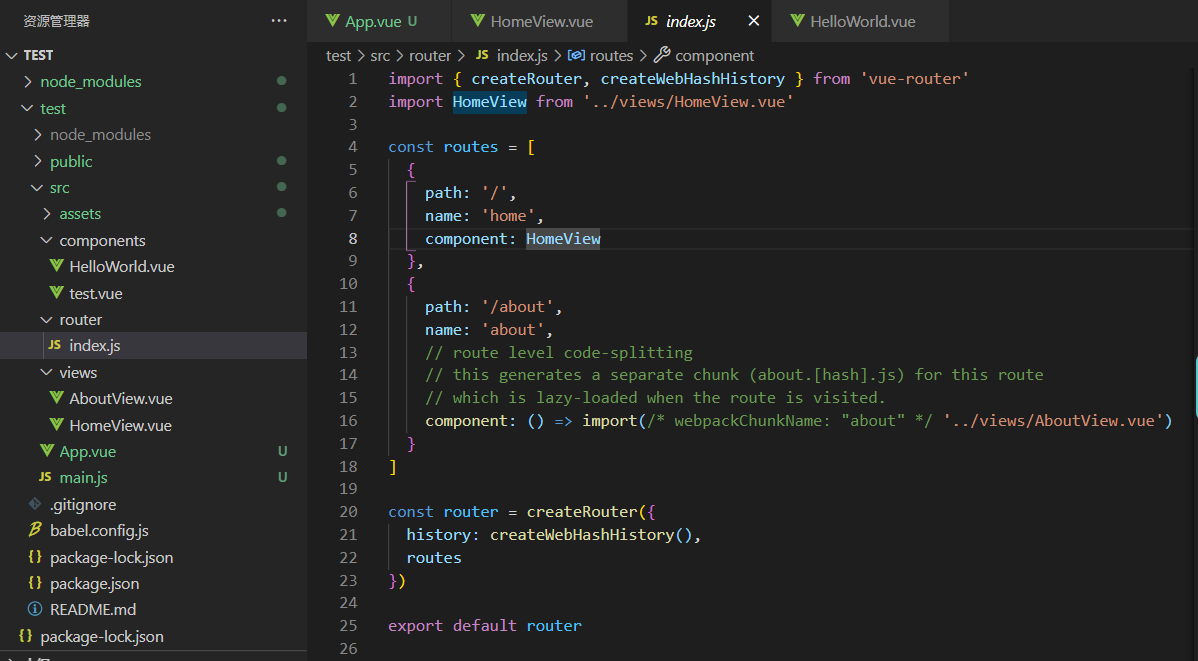 资源管理器 ···
TEST
node_modules
test
node_modules
public
src
assets
components
HelloWorld.vue
test.vue
router
JS index.js
views
AboutView.vue
HomeView.vue
App.vue U
JS main.js U
.gitignore
babel.config.js
{} package-lock.json
{} package.json
README.md
{} package-lock.json
App.vue U HomeView.vue JS index.js × HelloWorld.vue
test > src > router > JS index.js > routes > component
1 import { createRouter, createWebHashHistory } from 'vue-router'
2 import HomeView from '../views/HomeView.vue'
3
4 const routes = [
5 {
6 path: '/',
7 name: 'home',
8 component: HomeView
9 },
10 {
11 path: '/about',
12 name: 'about',
13 // route level code-splitting
14 // this generates a separate chunk (about.[hash].js) for this route
15 // which is lazy-loaded when the route is visited.
16 component: () => import(/* webpackChunkName: "about" */ '../views/AboutView.vue')
17 }
18 ]
19
20 const router = createRouter({
21 history: createWebHashHistory(),
22 routes
23 })
24
25 export default router
26